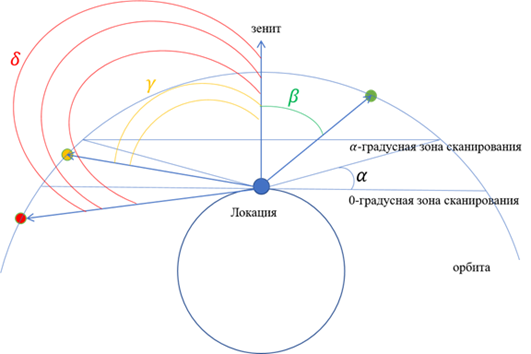 зенит
δ
γ
β
α-градусная зона сканирования
α
0-градусная зона сканирования
Локация
орбита